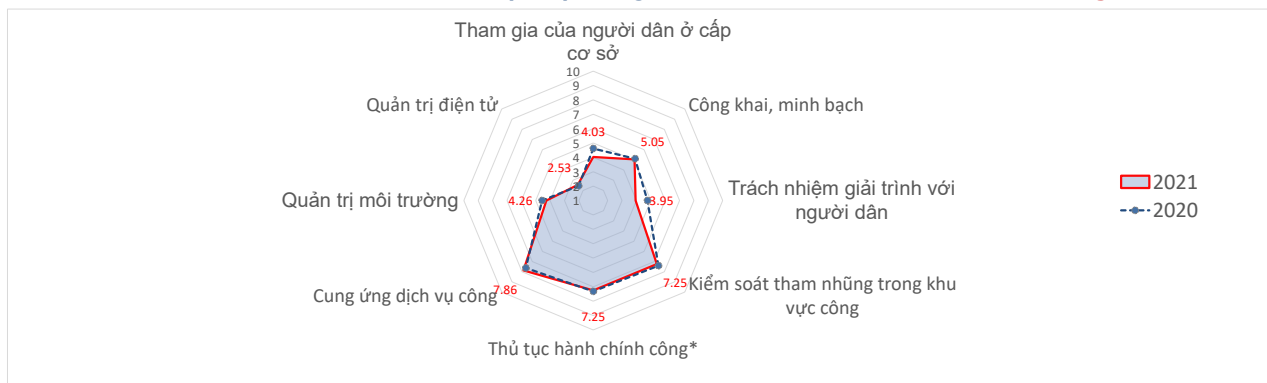 Tham gia của người dân ở cấp
cơ sở
10
9
8
7
6
5
4
3
2
1
4.03
Quản trị điện tử
Công khai, minh bạch
5.05
2.53
Quản trị môi trường
4.26
3.95
Trách nhiệm giải trình với
người dân
2021
2020
Cung ứng dịch vụ công
7.86
7.25
Kiểm soát tham nhũng trong khu
vực công
7.25
Thủ tục hành chính công*